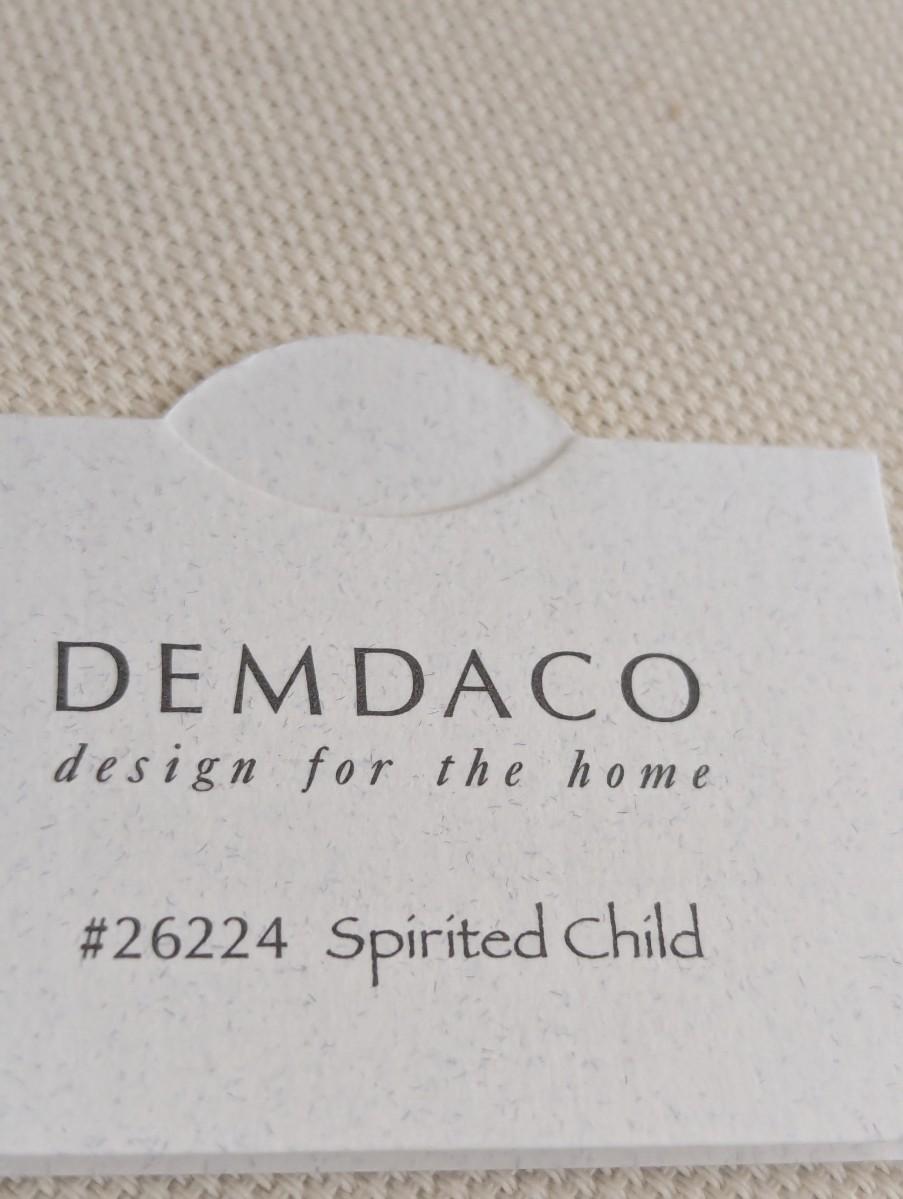 DEMDACO
design for the home
#26224 Spirited Child